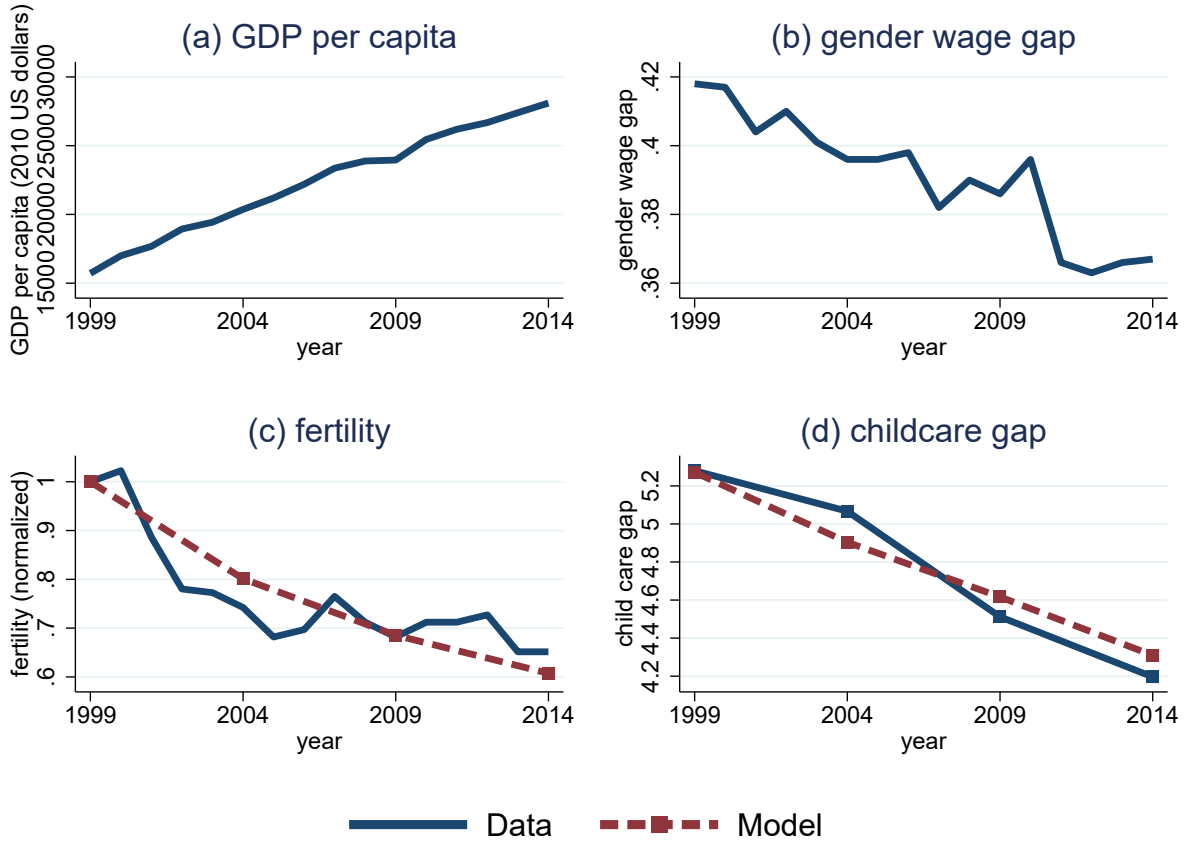 (a) GDP per capita
GDP per capita (2010 US dollars)
30000
25000
20000
15000
1999 2004 2009 2014
year
(b) gender wage gap
gender wage gap
.42
.4
.38
.36
1999 2004 2009 2014
year
(c) fertility
fertility (normalized)
1
.9
.8
.7
.6
1999 2004 2009 2014
year
(d) childcare gap
child care gap
5.2
5
4.8
4.6
4.4
4.2
1999 2004 2009 2014
year
Data Model